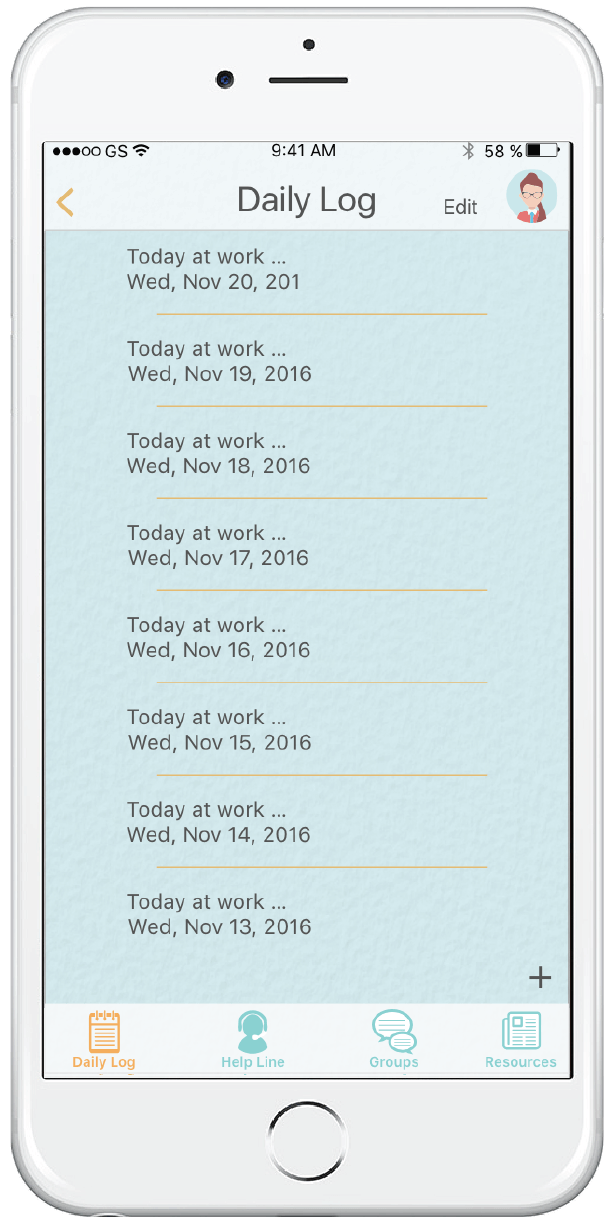 GS 9:41 AM 58 %
Daily Log Edit
Today at work ...
Wed, Nov 20, 201
Today at work ...
Wed, Nov 19, 2016
Today at work ...
Wed, Nov 18, 2016
Today at work ...
Wed, Nov 17, 2016
Today at work ...
Wed, Nov 16, 2016
Today at work ...
Wed, Nov 15, 2016
Today at work ...
Wed, Nov 14, 2016
Today at work ...
Wed, Nov 13, 2016
+
Daily Log Help Line Groups Resources